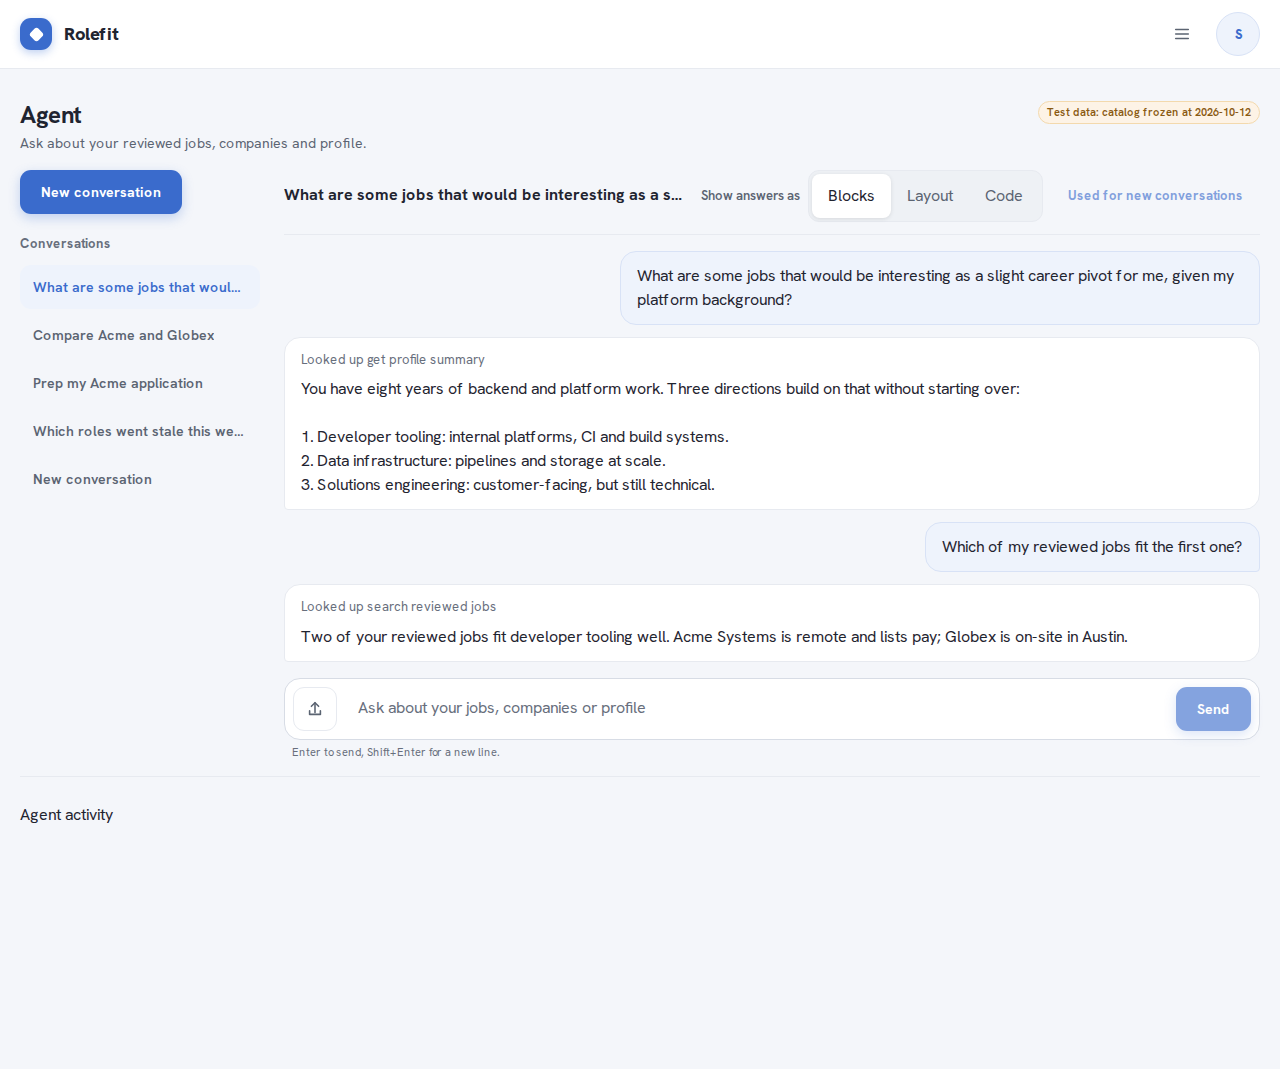 Rolefit
S
Agent
Test data: catalog frozen at 2026-10-12
Ask about your reviewed jobs, companies and profile.
New conversation
What are some jobs that would be interesting as a s...
Show answers as
Blocks
Layout
Code
Used for new conversations
Conversations
What are some jobs that woul...
Compare Acme and Globex
Prep my Acme application
Which roles went stale this we...
New conversation
What are some jobs that would be interesting as a slight career pivot for me, given my
platform background?
Looked up get profile summary
You have eight years of backend and platform work. Three directions build on that without starting over:
1. Developer tooling: internal platforms, CI and build systems.
2. Data infrastructure: pipelines and storage at scale.
3. Solutions engineering: customer-facing, but still technical.
Which of my reviewed jobs fit the first one?
Looked up search reviewed jobs
Two of your reviewed jobs fit developer tooling well. Acme Systems is remote and lists pay; Globex is on-site in Austin.
Ask about your jobs, companies or profile
Send
Enter to send, Shift+Enter for a new line.
Agent activity